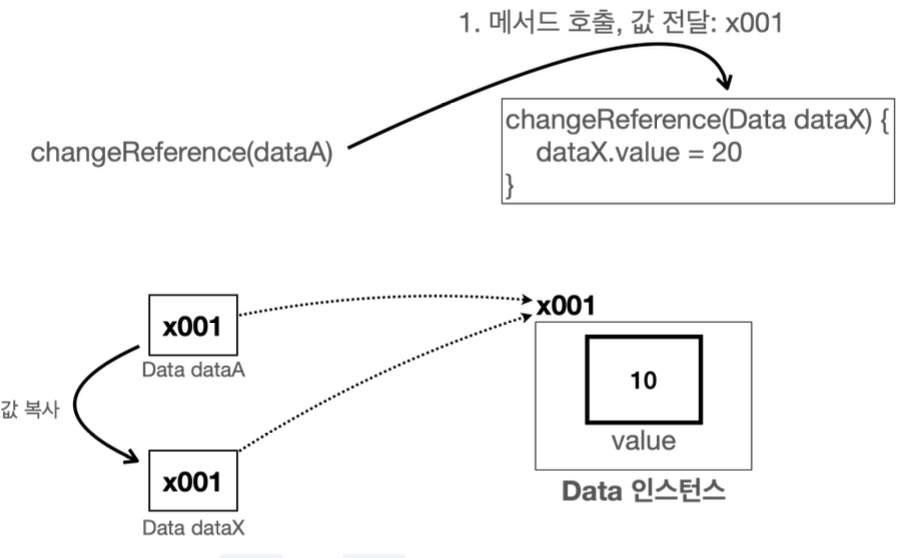 1. 메서드 호출, 값 전달: x001
changeReference(dataA)
changeReference(Data dataX) {
dataX.value = 20
}
x001
Data dataA
값 복사
x001
Data dataX
x001
10
value
Data 인스턴스